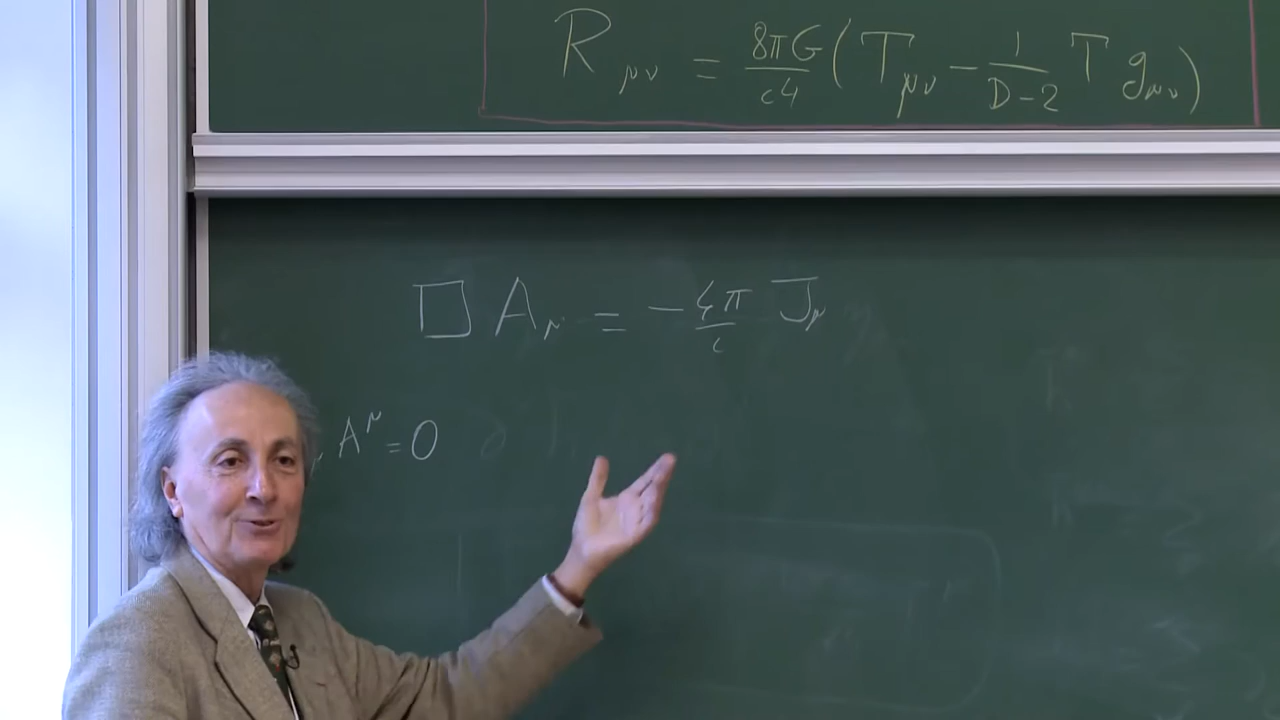 R_μν = 8πG/c4 (T_μν − 1/(D−2) T g_μν)
□ A_μ = − 4π/c J_μ
A^μ = 0